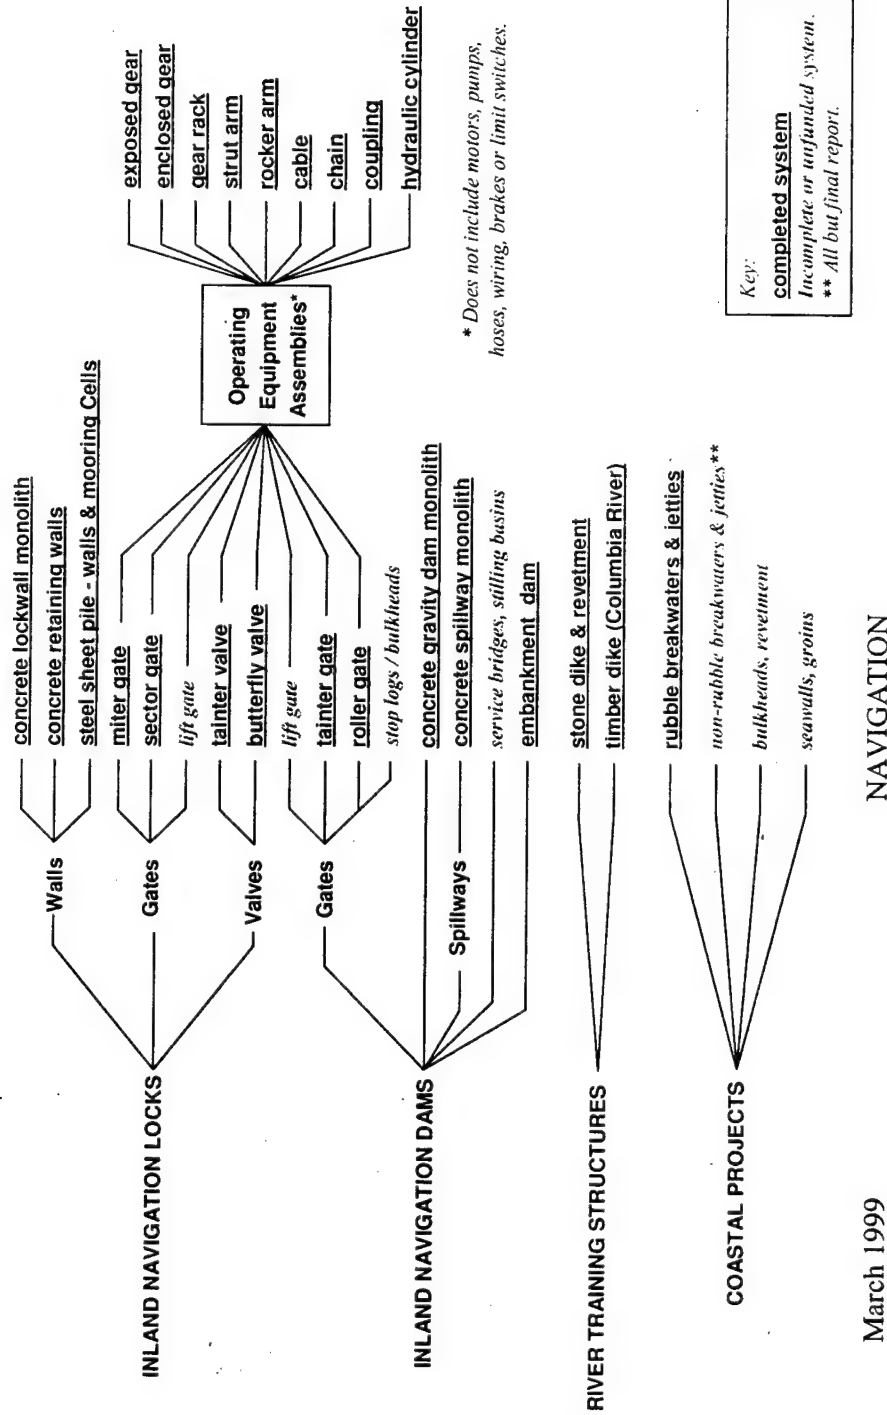 INLAND NAVIGATION LOCKS
Walls
concrete lockwall monolith
concrete retaining walls
steel sheet pile - walls & mooring Cells
Gates
miter gate
sector gate
lift gate
Valves
tainter valve
butterfly valve
INLAND NAVIGATION DAMS
Gates
lift gate
tainter gate
roller gate
stop logs / bulkheads
concrete gravity dam monolith
Spillways
concrete spillway monolith
service bridges, stilling basins
embankment dam
Operating
Equipment
Assemblies*
exposed gear
enclosed gear
gear rack
strut arm
rocker arm
cable
chain
coupling
hydraulic cylinder
* Does not include motors, pumps,
hoses, wiring, brakes or limit switches.
RIVER TRAINING STRUCTURES
stone dike & revetment
timber dike (Columbia River)
COASTAL PROJECTS
rubble breakwaters & jetties
non-rubble breakwaters & jetties**
bulkheads, revetment
seawalls, groins
Key:
completed system
Incomplete or unfunded system.
** All but final report.
March 1999
NAVIGATION